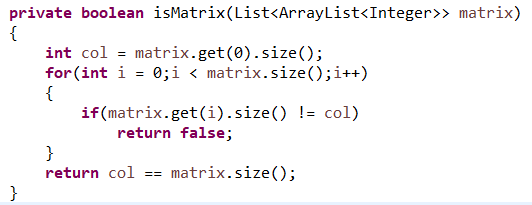 private boolean isMatrix(List<ArrayList<Integer>> matrix)
{
    int col = matrix.get(0).size();
    for(int i = 0;i < matrix.size();i++)
    {
        if(matrix.get(i).size() != col)
            return false;
    }
    return col == matrix.size();
}